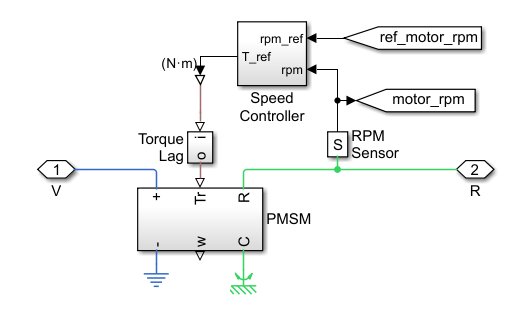 rpm_ref
ref_motor_rpm
T_ref
(N·m)
rpm
motor_rpm
Speed
Controller
Torque
Lag
i
o
S
RPM
Sensor
1
V
2
R
+
Tr
R
PMSM
-
w
C